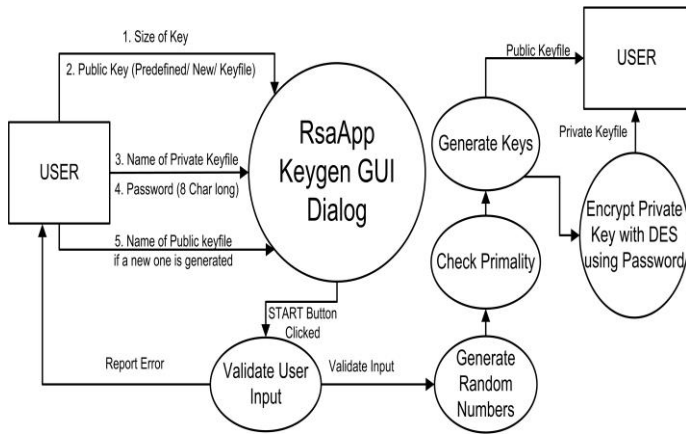 1. Size of Key
2. Public Key (Predefined/ New/ Keyfile)
USER
3. Name of Private Keyfile
4. Password (8 Char long)
5. Name of Public keyfile
if a new one is generated
RsaApp
Keygen GUI
Dialog
START Button
Clicked
Report Error
Validate User
Input
Validate Input
Generate
Random
Numbers
Check Primality
Generate Keys
Public Keyfile
USER
Private Keyfile
Encrypt Private
Key with DES
using Password